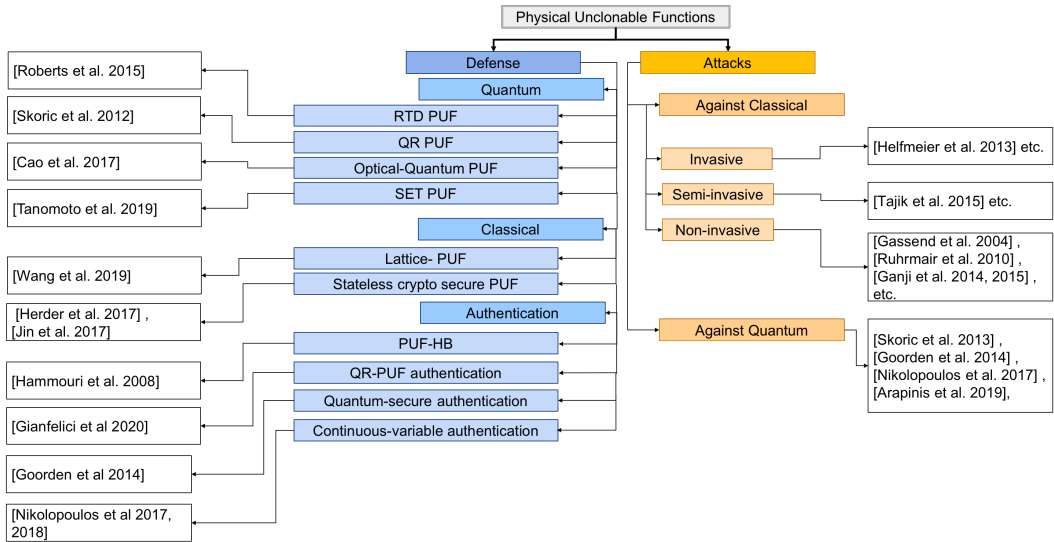 Physical Unclonable Functions
Defense
Quantum
RTD PUF
QR PUF
Optical-Quantum PUF
SET PUF
Classical
Lattice- PUF
Stateless crypto secure PUF
Authentication
PUF-HB
QR-PUF authentication
Quantum-secure authentication
Continuous-variable authentication
[Roberts et al. 2015]
[Skoric et al. 2012]
[Cao et al. 2017]
[Tanomoto et al. 2019]
[Wang et al. 2019]
[Herder et al. 2017] ,
[Jin et al. 2017]
[Hammouri et al. 2008]
[Gianfelici et al 2020]
[Goorden et al 2014]
[Nikolopoulos et al 2017,
2018]
Attacks
Against Classical
Invasive
Semi-invasive
Non-invasive
Against Quantum
[Helfmeier et al. 2013] etc.
[Tajik et al. 2015] etc.
[Gassend et al. 2004] ,
[Ruhrmair et al. 2010] ,
[Ganji et al. 2014, 2015] ,
etc.
[Skoric et al. 2013] ,
[Goorden et al. 2014] ,
[Nikolopoulos et al. 2017] ,
[Arapinis et al. 2019],